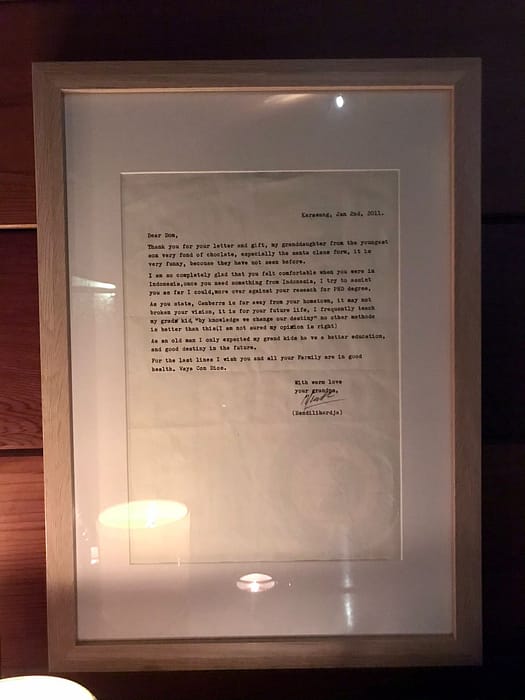 Karawang, Jan 2nd, 2011.
Dear Dom,
Thank you for your letter and gift, my granddaughter from the youngest
son very fond of choclate, especially the santa claus form, it is
very funny, because they have not seen before.
I am so completely glad that you felt comfortable when you were in
Indonesia,once you need something from Indonesia, I try to assist
you as far I could,more over against your reseach for PHD degree.
As you state, Canberra is far away from your hometown, it may not
broken your vision, it is for your future life, I frequently teach
my grands kid, "by knowledge we change our destiny" no other methods
is better than this(I am not sured my opinion is right)
As an old man I only expected my grand kids ha ve a better education,
and good destiny in the future.
For the last lines I wish you and all your Family are in good
health. Vaya Con Dios.
With warm love
your grandpa,
(Sendilihardja)